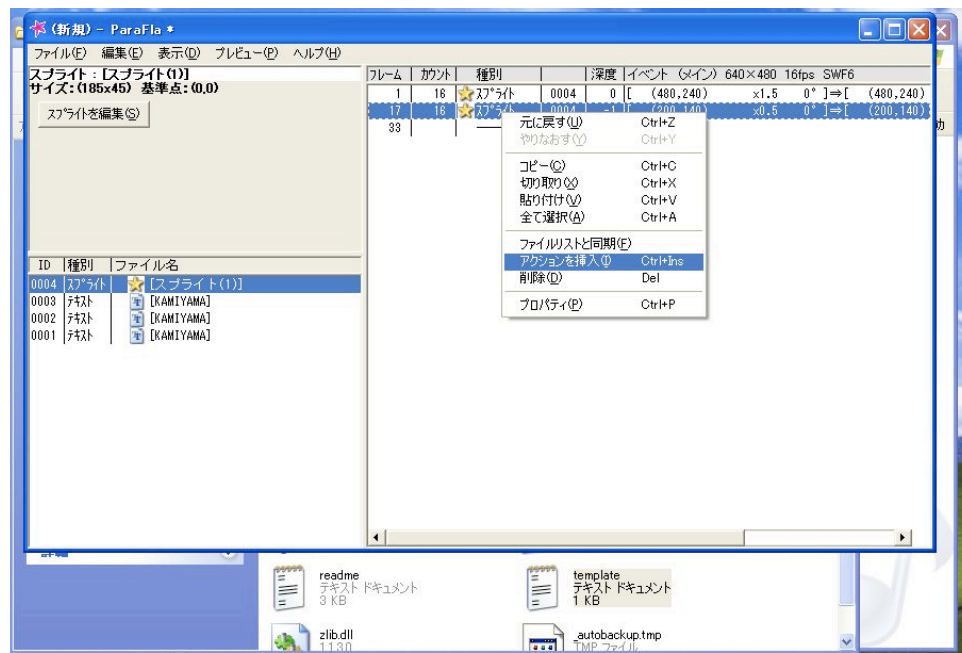 (新規) - ParaFla *
ファイル(F) 編集(E) 表示(D) プレビュー(P) ヘルプ(H)
スプライト：[スプライト(1)]
サイズ：(185x45) 基準点：(0,0)
スプライトを編集(S)
フレーム カウント 種別 深度 イベント (メイン) 640×480 16fps SWF6
1 16 スプライト 0004 0 [ (480,240) ×1.5 0° ]⇒[ (480,240)
17 16 スプライト 0004 -1 [ (200,140) ×0.5 0° ]⇒[ (200,140)
33
元に戻す(U) Ctrl+Z
やりなおす(Y) Ctrl+Y
コピー(C) Ctrl+C
切り取り(X) Ctrl+X
貼り付け(V) Ctrl+V
全て選択(A) Ctrl+A
ファイルリストと同期(F)
アクションを挿入(I) Ctrl+Ins
削除(D) Del
プロパティ(P) Ctrl+P
ID 種別 ファイル名
0004 スプライト [スプライト(1)]
0003 テキスト [KAMIYAMA]
0002 テキスト [KAMIYAMA]
0001 テキスト [KAMIYAMA]
readme
テキスト ドキュメント
3 KB
template
テキスト ドキュメント
1 KB
zlib.dll
1.1.3.0
_autobackup.tmp
TMP ファイル